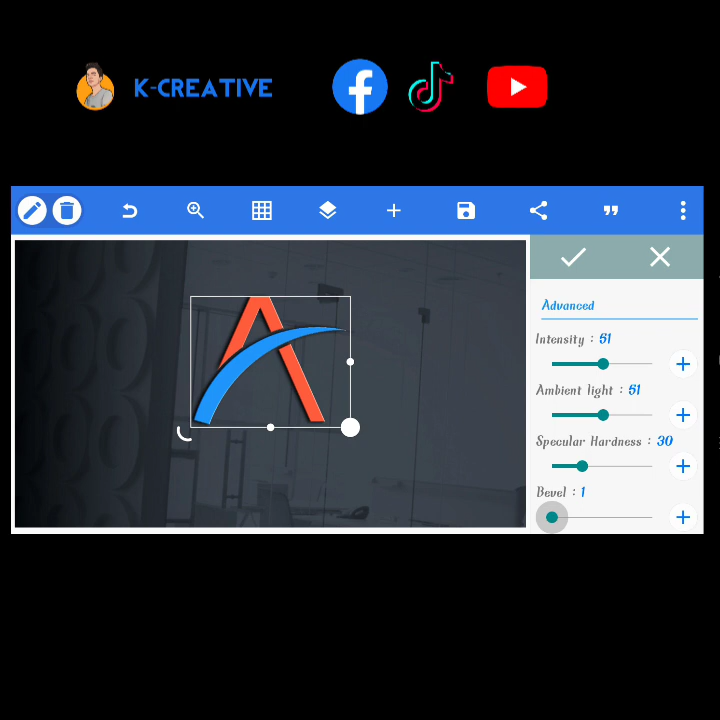 K-CREATIVE
Advanced
Intensity : 51
Ambient light : 51
Specular Hardness : 30
Bevel : 1